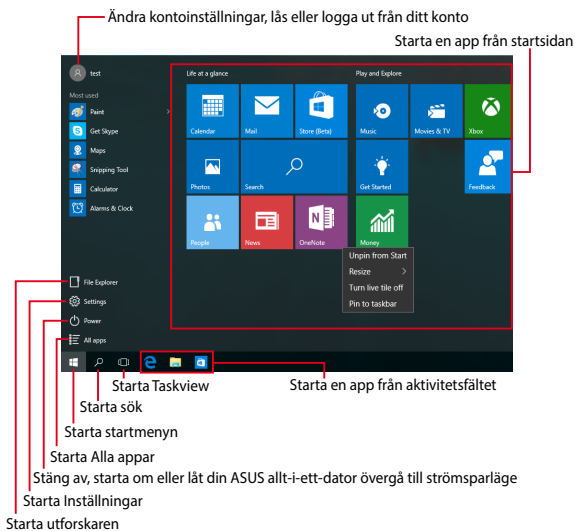 Ändra kontoinställningar, lås eller logga ut från ditt konto
Starta en app från startsidan
test
Most used
Paint
Get Skype
Maps
Snipping Tool
Calculator
Alarms & Clock
File Explorer
Settings
Power
All apps
Life at a glance
Play and Explore
Calendar
Mail
Store (Beta)
Music
Movies & TV
Xbox
Photos
Search
Get Started
Feedback
People
News
OneNote
Money
Unpin from Start
Resize
Turn live tile off
Pin to taskbar
Starta Taskview
Starta en app från aktivitetsfältet
Starta sök
Starta startmenyn
Starta Alla appar
Stäng av, starta om eller låt din ASUS allt-i-ett-dator övergå till strömsparläge
Starta Inställningar
Starta utforskaren